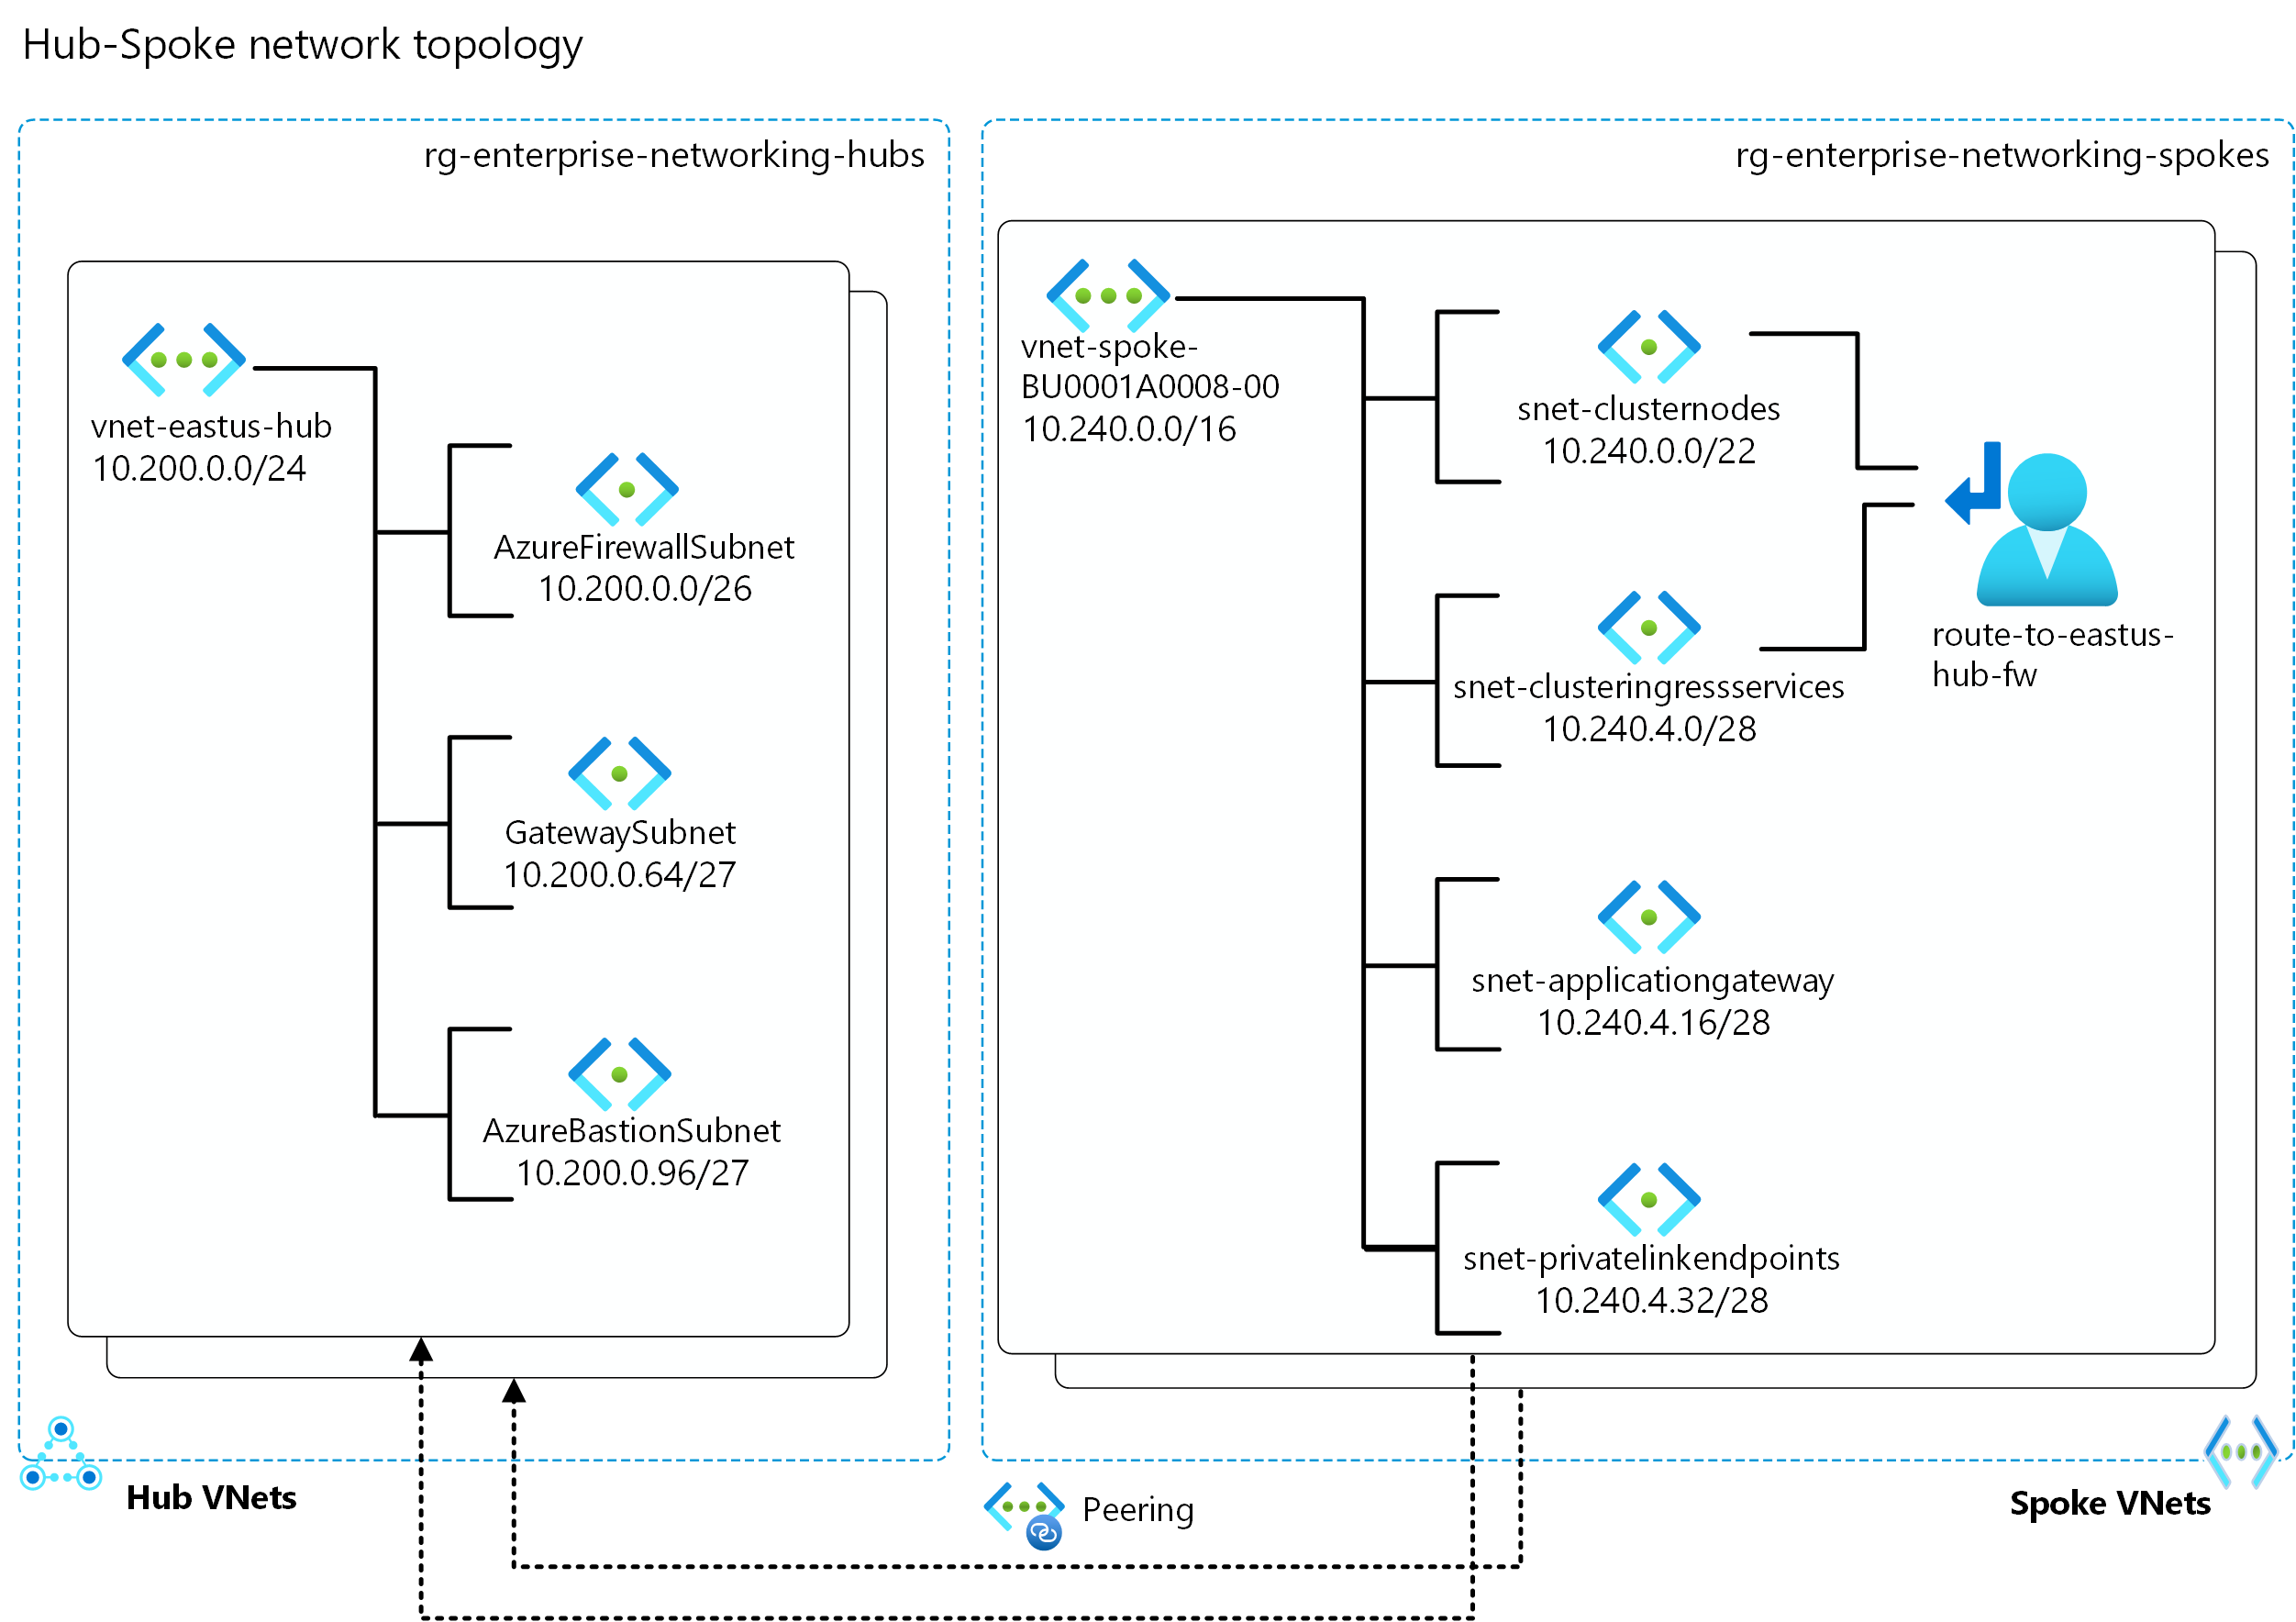 Hub-Spoke network topology
rg-enterprise-networking-hubs
vnet-eastus-hub
10.200.0.0/24
AzureFirewallSubnet
10.200.0.0/26
GatewaySubnet
10.200.0.64/27
AzureBastionSubnet
10.200.0.96/27
Hub VNets
rg-enterprise-networking-spokes
vnet-spoke-
BU0001A0008-00
10.240.0.0/16
snet-clusternodes
10.240.0.0/22
snet-clusteringressservices
10.240.4.0/28
snet-applicationgateway
10.240.4.16/28
snet-privatelinkendpoints
10.240.4.32/28
route-to-eastus-
hub-fw
Peering
Spoke VNets